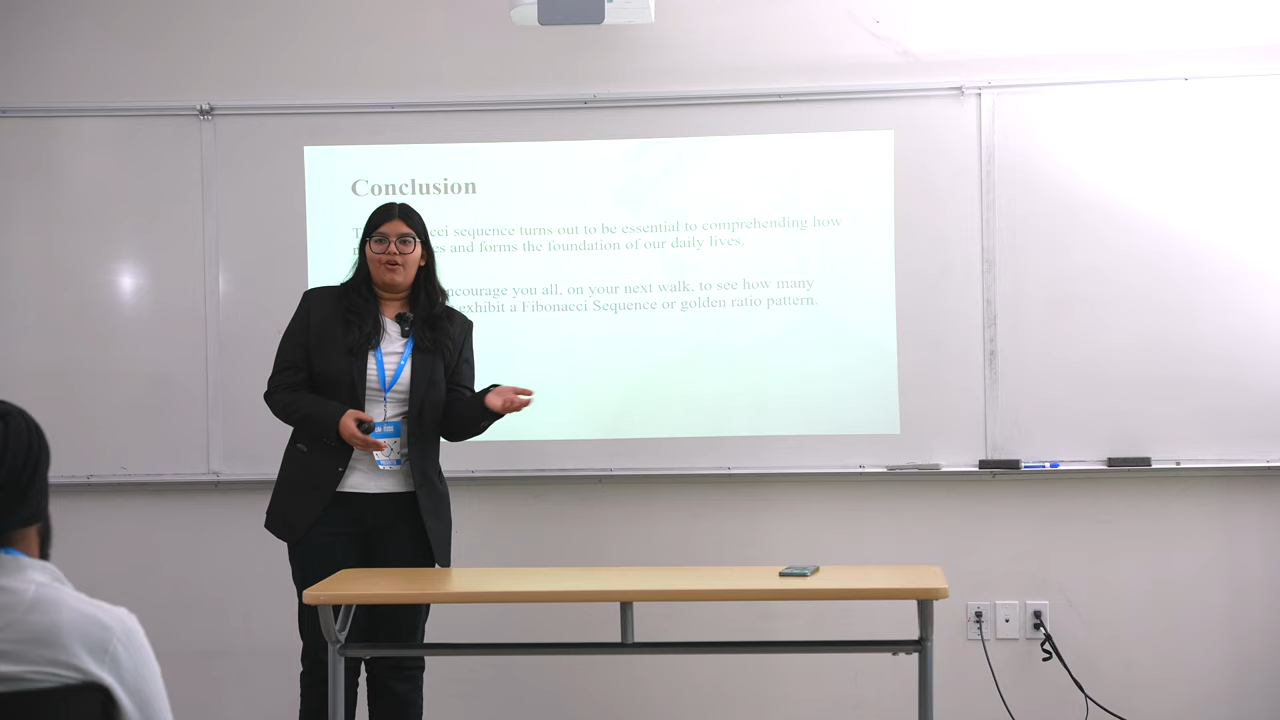 Conclusion
cci sequence turns out to be essential to comprehending how
es and forms the foundation of our daily lives.
ncourage you all, on your next walk, to see how many
exhibit a Fibonacci Sequence or golden ratio pattern.